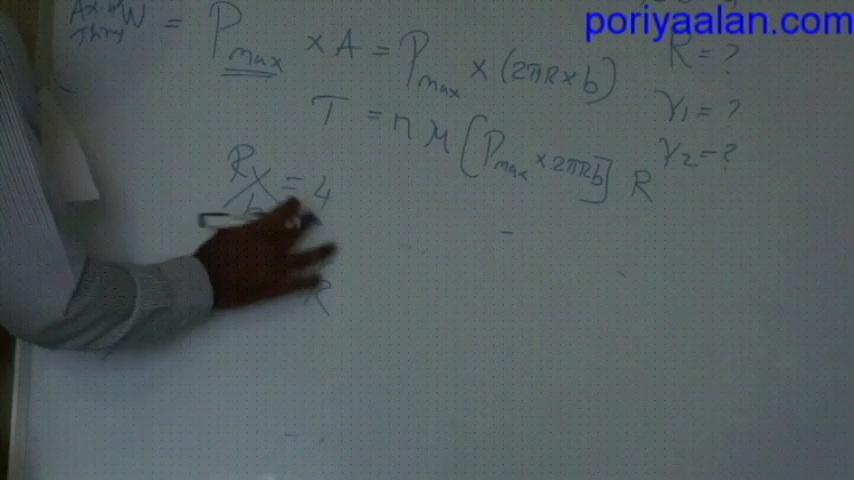 poriyaalan.com
W = Pmax × A = Pmax × (2πR×b)
R = ?
T = n μ (Pmax × 2πRb] R
r1 = ?
r2 = ?
R = 4
R